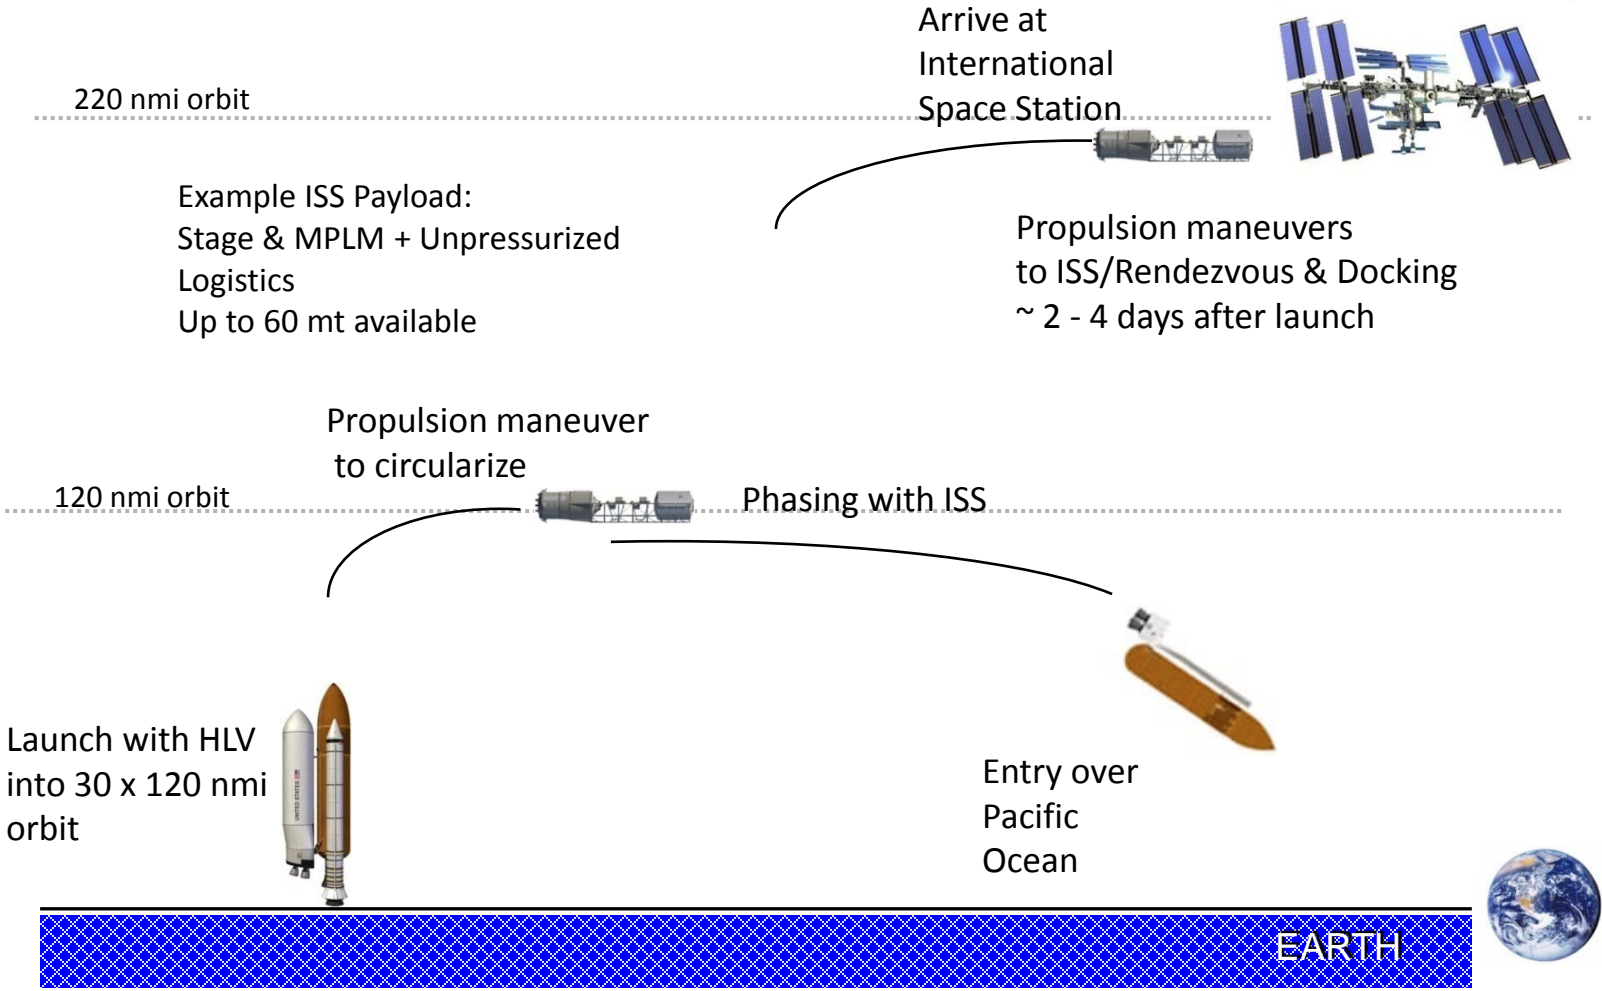 Arrive at
International
Space Station
220 nmi orbit
Example ISS Payload:
Stage & MPLM + Unpressurized
Logistics
Up to 60 mt available
Propulsion maneuvers
to ISS/Rendezvous & Docking
~ 2 - 4 days after launch
Propulsion maneuver
to circularize
120 nmi orbit
Phasing with ISS
Launch with HLV
into 30 x 120 nmi
orbit
UNITED STATES
Entry over
Pacific
Ocean
EARTH